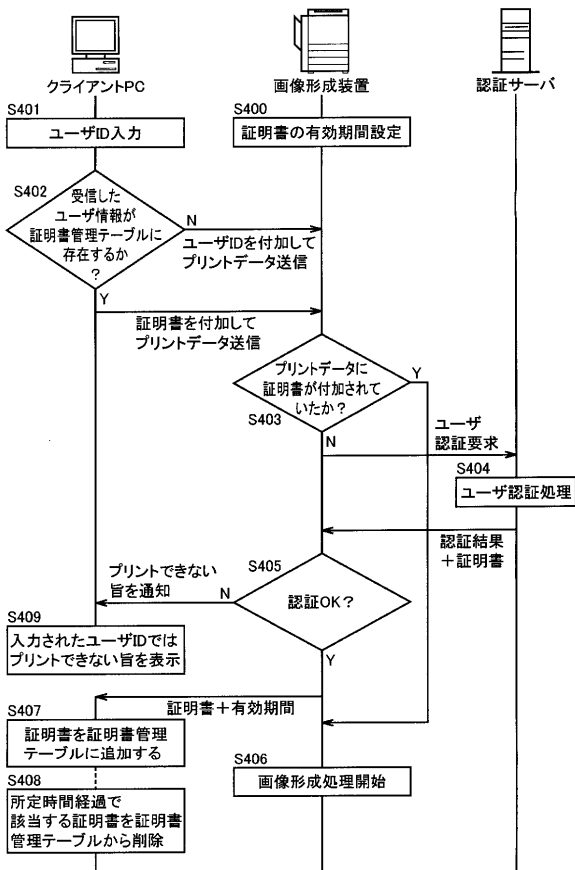 クライアントPC
画像形成装置
認証サーバ
S401
ユーザID入力
S400
証明書の有効期間設定
S402
受信した
ユーザ情報が
証明書管理テーブルに
存在するか
?
N
ユーザIDを付加して
プリントデータ送信
Y
証明書を付加して
プリントデータ送信
プリントデータに
証明書が付加されて
いたか?
S403
Y
N
ユーザ
認証要求
S404
ユーザ認証処理
認証結果
+証明書
S405
認証OK?
プリントできない
旨を通知
N
Y
S409
入力されたユーザIDでは
プリントできない旨を表示
証明書+有効期間
S407
証明書を証明書管理
テーブルに追加する
S406
画像形成処理開始
S408
所定時間経過で
該当する証明書を証明書
管理テーブルから削除